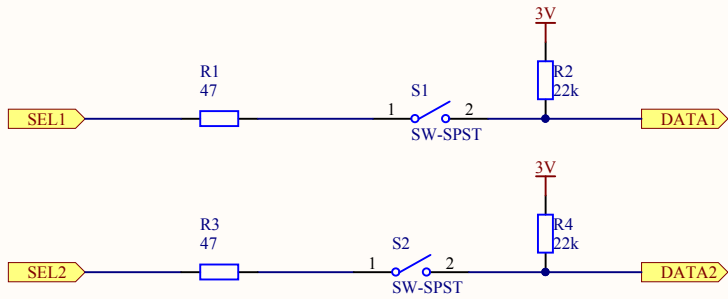 3V
R1
47
S1
R2
22k
SEL1
1
2
DATA1
SW-SPST
3V
R3
47
S2
R4
22k
SEL2
1
2
DATA2
SW-SPST